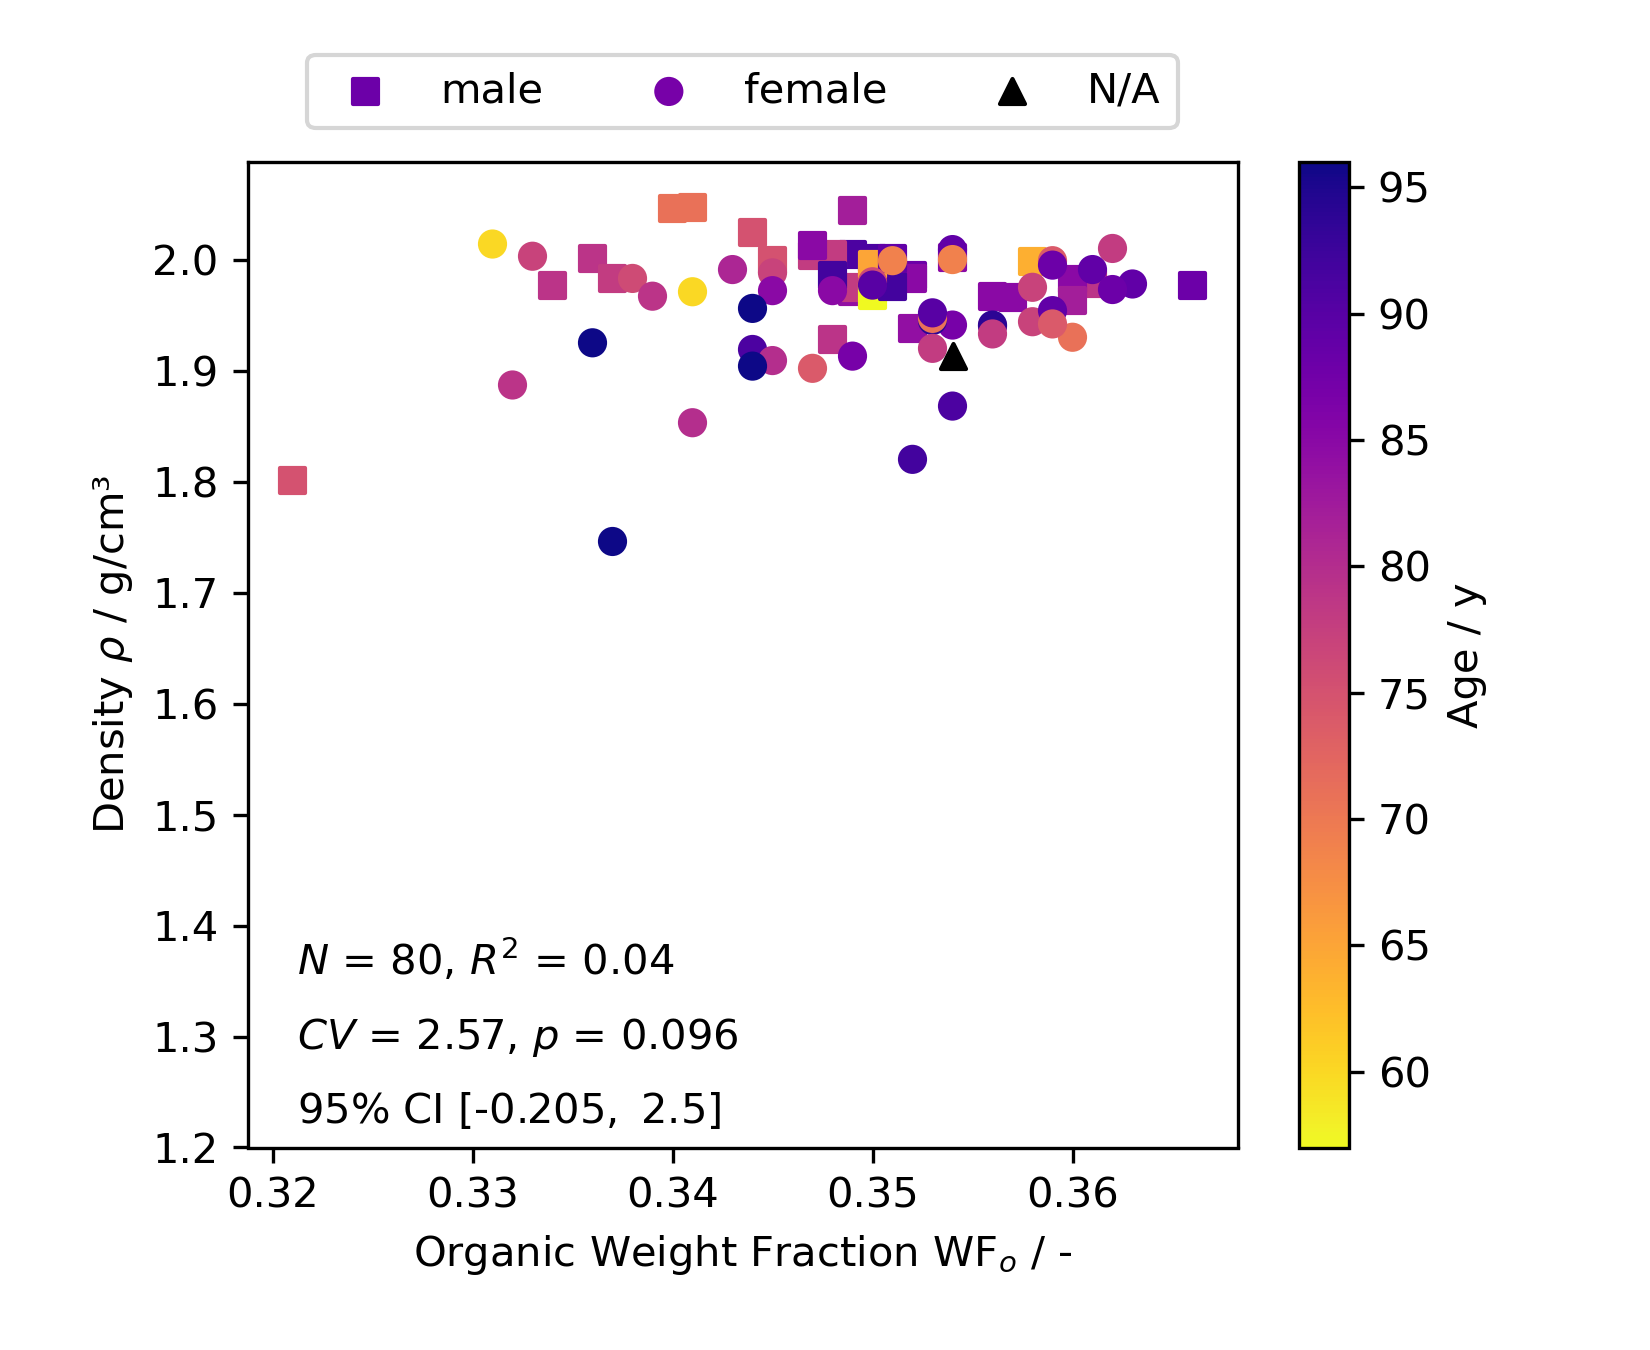 male female N/A
2.0
1.9
1.8
1.7
1.6
1.5
1.4
1.3
1.2
Density ρ / g/cm³
N = 80, R² = 0.04
CV = 2.57, p = 0.096
95% CI [-0.205, 2.5]
0.32 0.33 0.34 0.35 0.36
Organic Weight Fraction WFₒ / -
95
90
85
80
75
70
65
60
Age / y